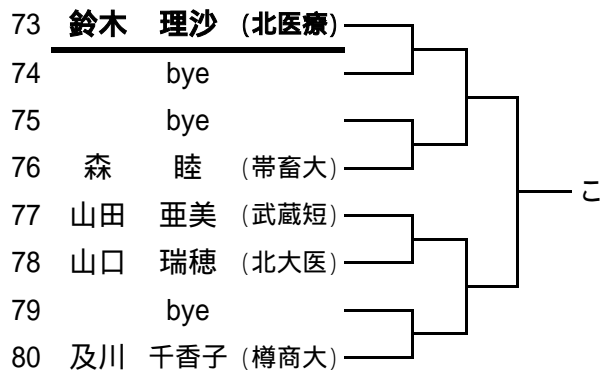 73 鈴木 理沙 (北医療)
74 bye
75 bye
76 森 睦 (帯畜大)
77 山田 亜美 (武蔵短)
78 山口 瑞穂 (北大医)
79 bye
80 及川 千香子 (樽商大)
こ